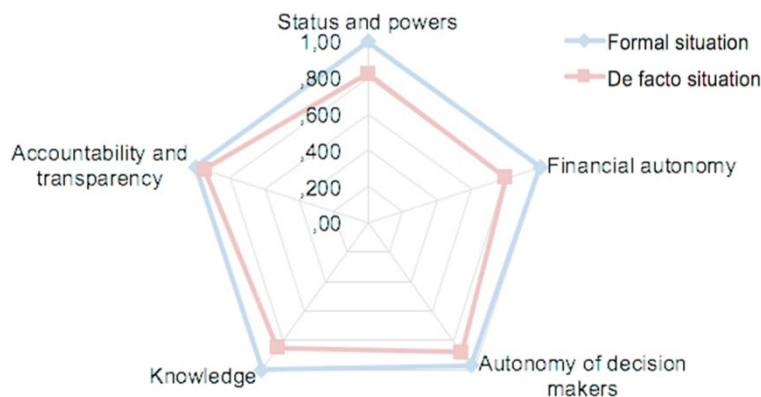 Status and powers
1,00
,800
,600
,400
,200
,00
Formal situation
De facto situation
Financial autonomy
Autonomy of decision
makers
Knowledge
Accountability and
transparency